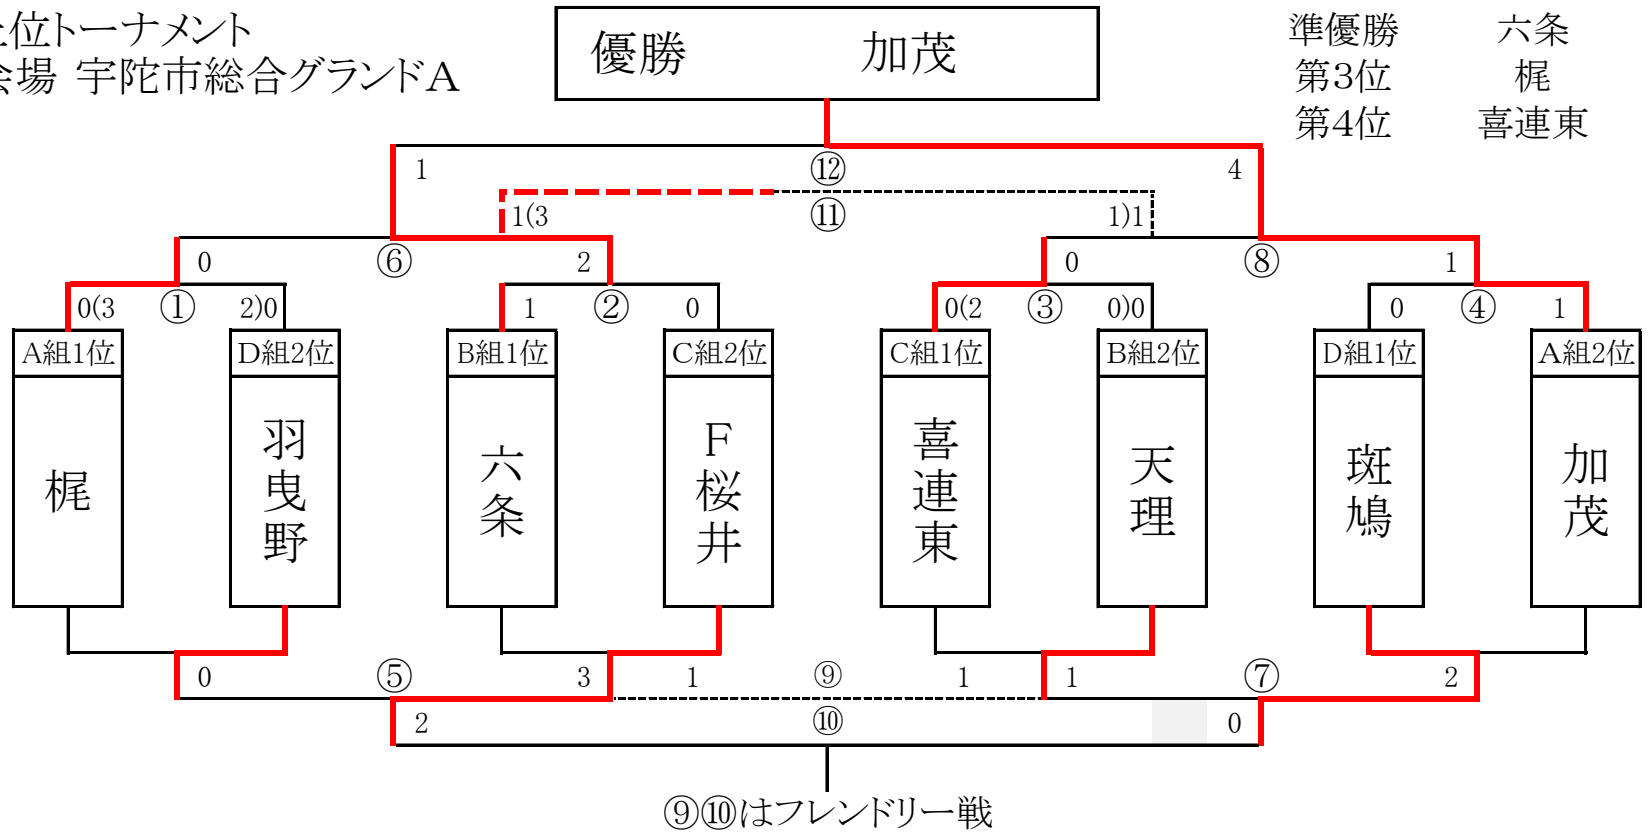 位トーナメント
会場 宇陀市総合グランドA
優勝 加茂
準優勝 六条
第3位 梶
第4位 喜連東
1 ⑫ 4
1(3 ⑪ 1)1
0 ⑥ 2 0 ⑧ 1
0(3 ① 2)0 1 ② 0 0(2 ③ 0)0 0 ④ 1
A組1位 D組2位 B組1位 C組2位 C組1位 B組2位 D組1位 A組2位
梶 羽曳野 六条 F桜井 喜連東 天理 斑鳩 加茂
0 ⑤ 3 1 ⑨ 1 1 ⑦ 2
2 ⑩ 0
⑨⑩はフレンドリー戦